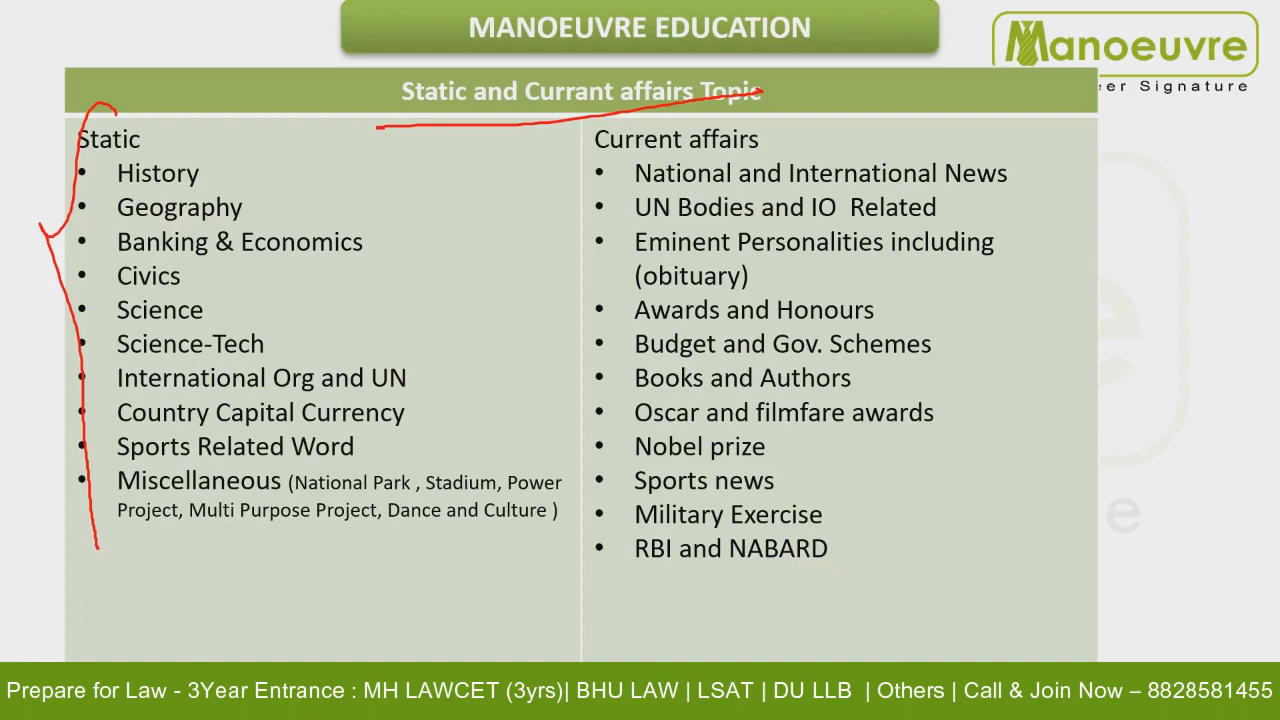 MANOEUVRE EDUCATION
Manoeuvre
eer Signature
Static and Currant affairs Topic
Static
• History
• Geography
• Banking & Economics
• Civics
• Science
• Science-Tech
• International Org and UN
• Country Capital Currency
• Sports Related Word
• Miscellaneous (National Park , Stadium, Power
Project, Multi Purpose Project, Dance and Culture )
Current affairs
• National and International News
• UN Bodies and IO  Related
• Eminent Personalities including
(obituary)
• Awards and Honours
• Budget and Gov. Schemes
• Books and Authors
• Oscar and filmfare awards
• Nobel prize
• Sports news
• Military Exercise
• RBI and NABARD
e
e
Prepare for Law - 3Year Entrance : MH LAWCET (3yrs)| BHU LAW | LSAT | DU LLB  | Others | Call & Join Now – 8828581455